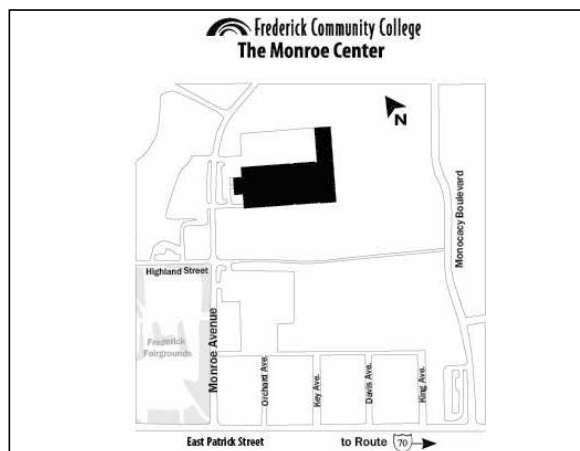 Frederick Community College
The Monroe Center
N
Monocacy Boulevard
Highland Street
Frederick
Fairgrounds
Monroe Avenue
Orchard Ave.
Key Ave.
Davis Ave.
King Ave.
East Patrick Street
to Route 70